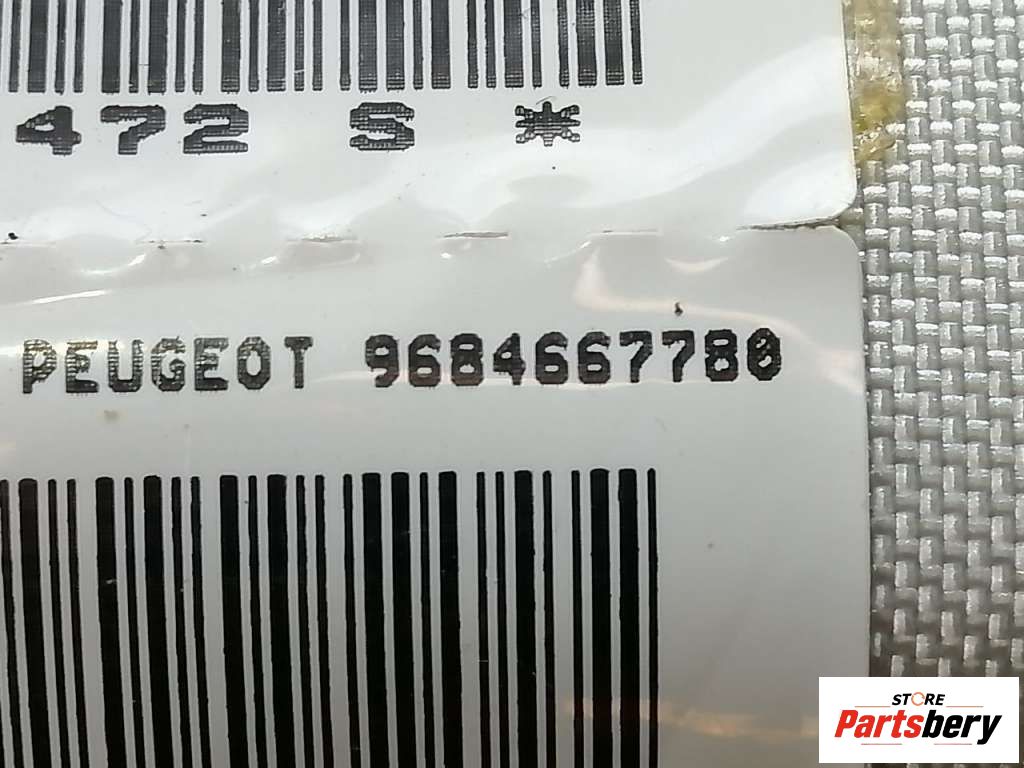 472 S *
PEUGEOT 9684667780
STORE
Partsbery